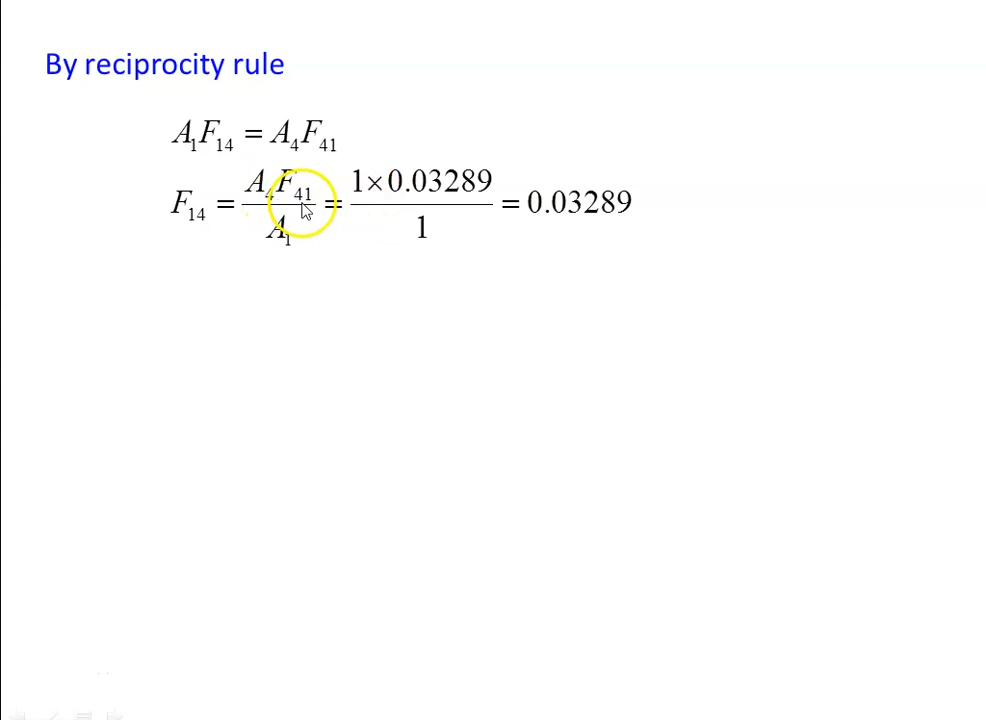 By reciprocity rule
A₁F₁₄ = A₄F₄₁
F₁₄ = A₄F₄₁ / A₁ = 1×0.03289 / 1 = 0.03289